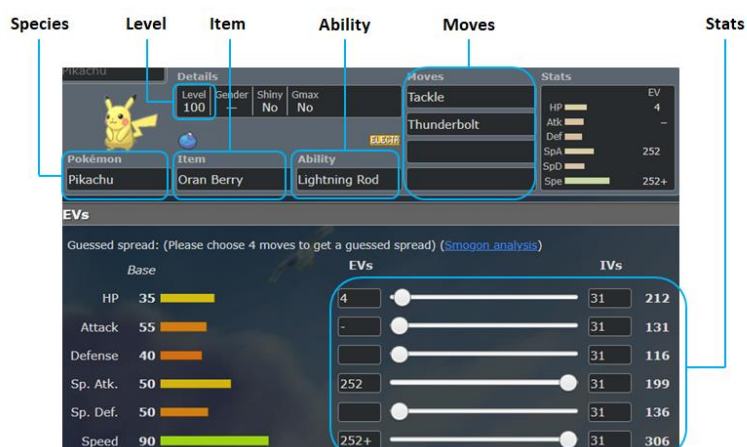 Species Level Item Ability Moves Stats
Pikachu
Details
Moves
Stats
Level Gender Shiny Gmax
100 — No No
Tackle
Thunderbolt
EV
HP 4
Atk –
Def
SpA 252
SpD
Spe 252+
ELECTR
Pokémon Item Ability
Pikachu Oran Berry Lightning Rod
EVs
Guessed spread: (Please choose 4 moves to get a guessed spread) (Smogon analysis)
Base EVs IVs
HP 35 4 31 212
Attack 55 - 31 131
Defense 40 31 116
Sp. Atk. 50 252 31 199
Sp. Def. 50 31 136
Speed 90 252+ 31 306